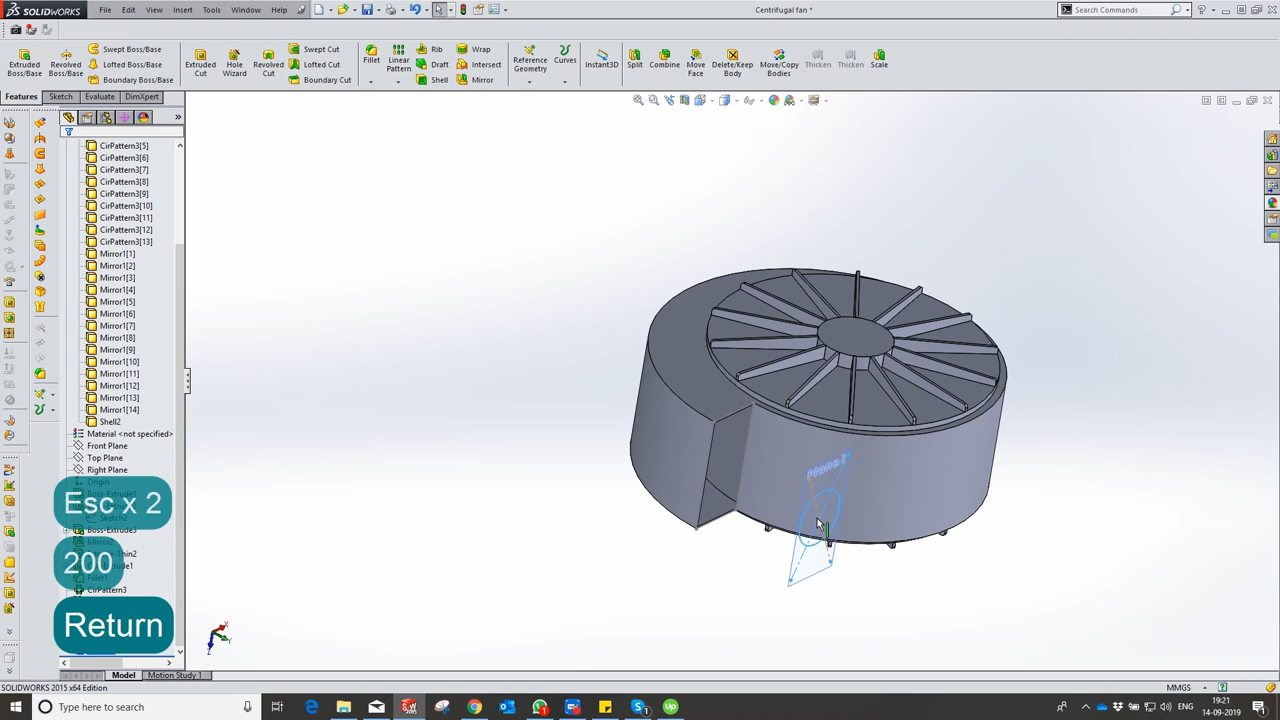 SOLIDWORKS
File Edit View Insert Tools Window Help
Centrifugal fan *
Search Commands
Extruded Boss/Base
Revolved Boss/Base
Swept Boss/Base
Lofted Boss/Base
Boundary Boss/Base
Extruded Cut
Hole Wizard
Revolved Cut
Swept Cut
Lofted Cut
Boundary Cut
Fillet
Linear Pattern
Rib
Draft
Shell
Wrap
Intersect
Mirror
Reference Geometry
Curves
Instant3D
Split
Combine
Move Face
Delete/Keep Body
Move/Copy Bodies
Thicken
Thicken
Scale
Features Sketch Evaluate DimXpert
CirPattern3[5]
CirPattern3[6]
CirPattern3[7]
CirPattern3[8]
CirPattern3[9]
CirPattern3[10]
CirPattern3[11]
CirPattern3[12]
CirPattern3[13]
Mirror1[1]
Mirror1[2]
Mirror1[3]
Mirror1[4]
Mirror1[5]
Mirror1[6]
Mirror1[7]
Mirror1[8]
Mirror1[9]
Mirror1[10]
Mirror1[11]
Mirror1[12]
Mirror1[13]
Mirror1[14]
Shell2
Material <not specified>
Front Plane
Top Plane
Right Plane
Origin
Esc x 2
Boss-Extrude3
200
CirPattern3
Return
X
Y
Z
Model Motion Study 1
SOLIDWORKS 2015 x64 Edition
MMGS
Type here to search
ENG
19:21
14-09-2019